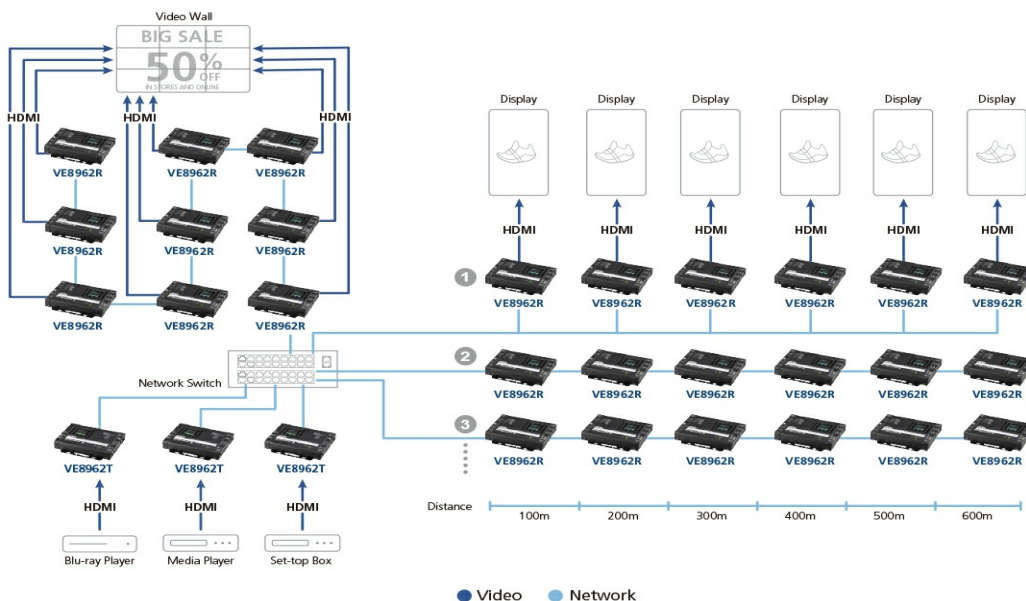 Video Wall
BIG SALE
50% OFF
IN STORES AND ONLINE
HDMI HDMI HDMI
VE8962R VE8962R VE8962R
VE8962R VE8962R VE8962R
VE8962R VE8962R VE8962R
Network Switch
VE8962T VE8962T VE8962T
HDMI HDMI HDMI
Blu-ray Player Media Player Set-top Box
Display Display Display Display Display Display
HDMI HDMI HDMI HDMI HDMI HDMI
1
VE8962R VE8962R VE8962R VE8962R VE8962R VE8962R
2
VE8962R VE8962R VE8962R VE8962R VE8962R VE8962R
3
VE8962R VE8962R VE8962R VE8962R VE8962R VE8962R
Distance
100m 200m 300m 400m 500m 600m
Video Network